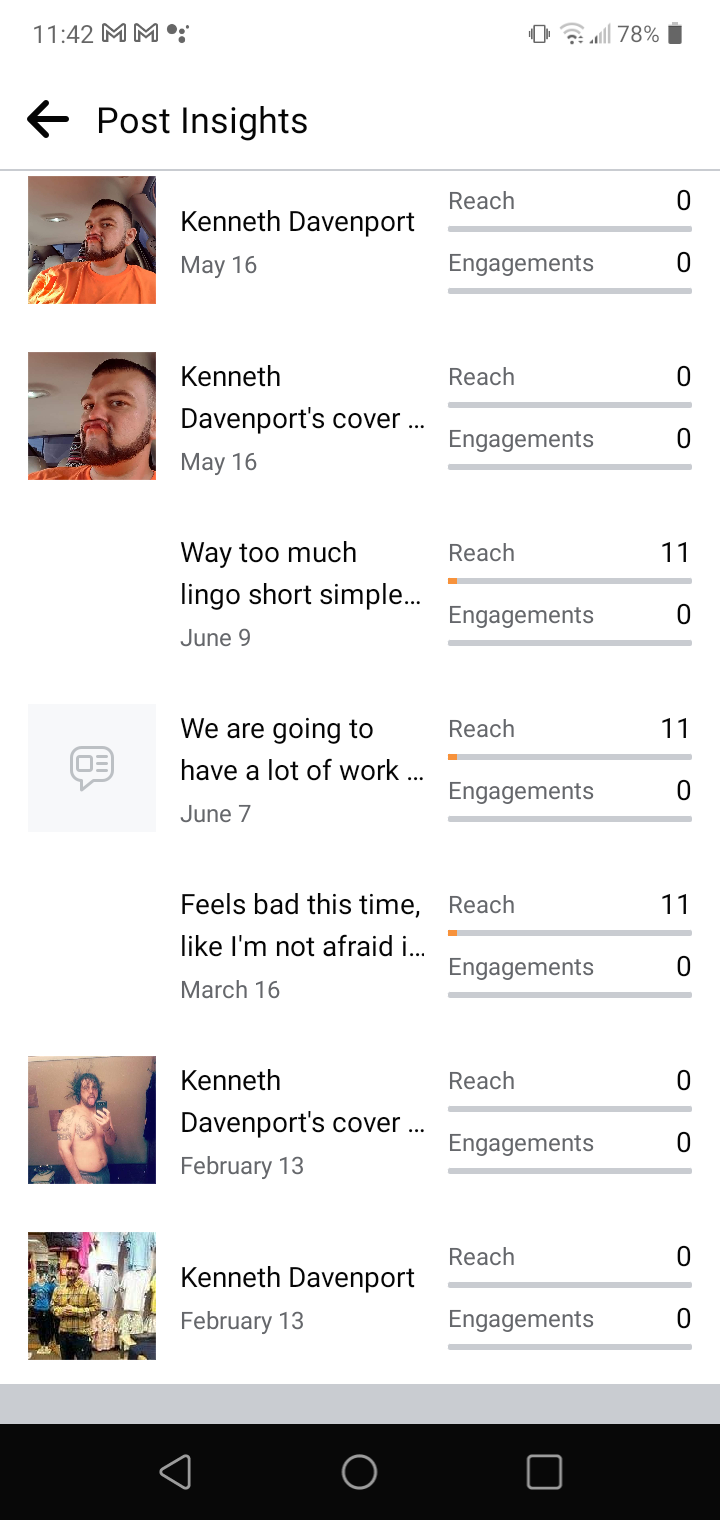 11:42
78%
Post Insights
Kenneth Davenport
May 16
Reach 0
Engagements 0
Kenneth
Davenport's cover ...
May 16
Reach 0
Engagements 0
Way too much
lingo short simple...
June 9
Reach 11
Engagements 0
We are going to
have a lot of work ...
June 7
Reach 11
Engagements 0
Feels bad this time,
like I'm not afraid i...
March 16
Reach 11
Engagements 0
Kenneth
Davenport's cover ...
February 13
Reach 0
Engagements 0
Kenneth Davenport
February 13
Reach 0
Engagements 0